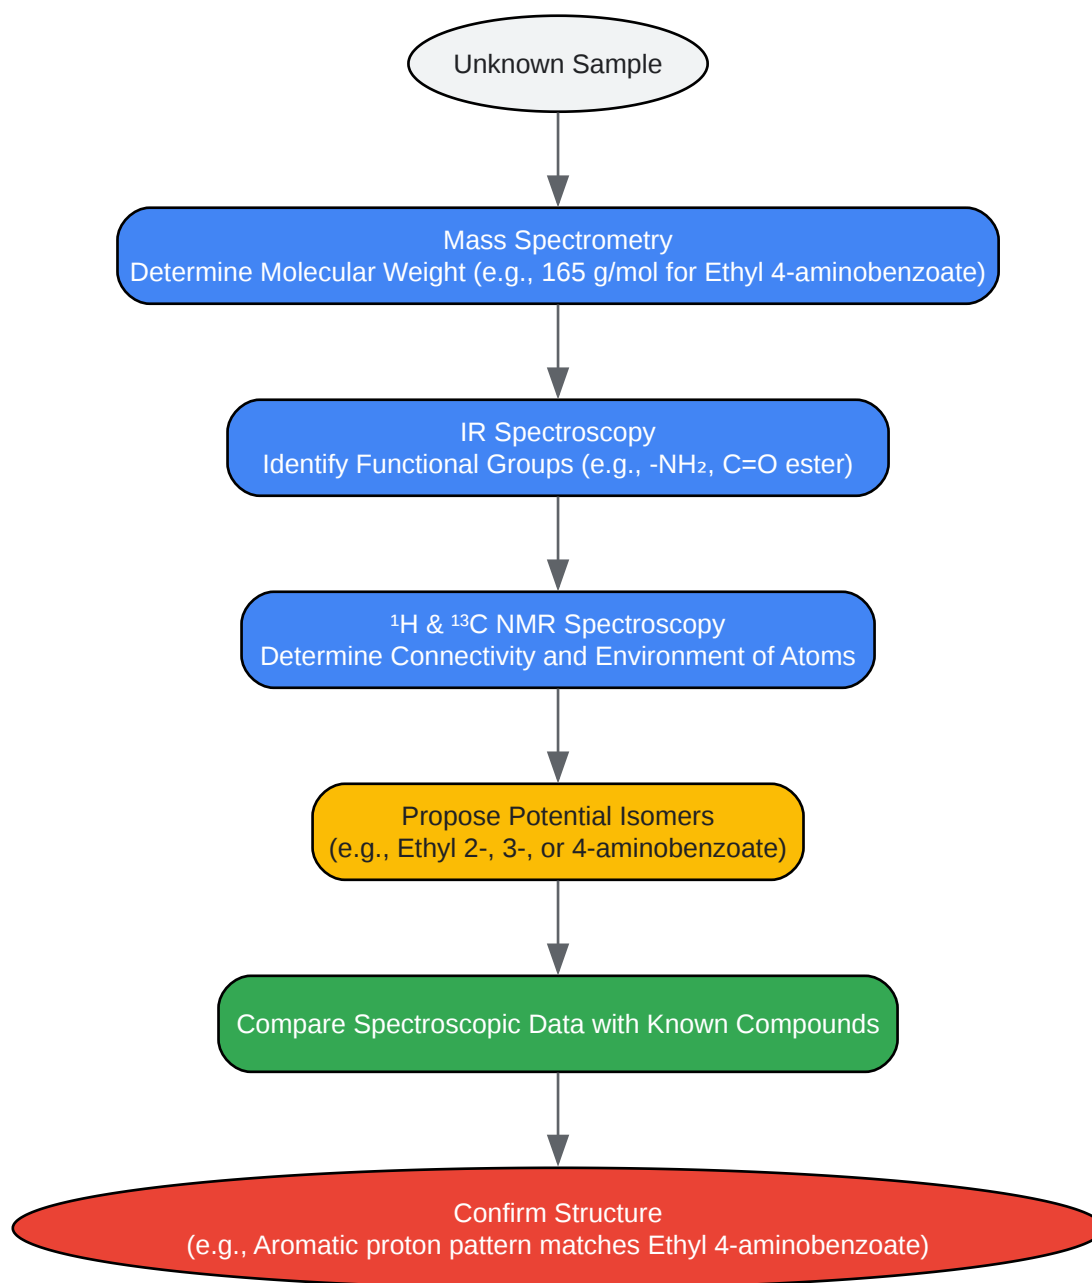 Unknown Sample
Mass Spectrometry
Determine Molecular Weight (e.g., 165 g/mol for Ethyl 4-aminobenzoate)
IR Spectroscopy
Identify Functional Groups (e.g., -NH₂, C=O ester)
¹H & ¹³C NMR Spectroscopy
Determine Connectivity and Environment of Atoms
Propose Potential Isomers
(e.g., Ethyl 2-, 3-, or 4-aminobenzoate)
Compare Spectroscopic Data with Known Compounds
Confirm Structure
(e.g., Aromatic proton pattern matches Ethyl 4-aminobenzoate)